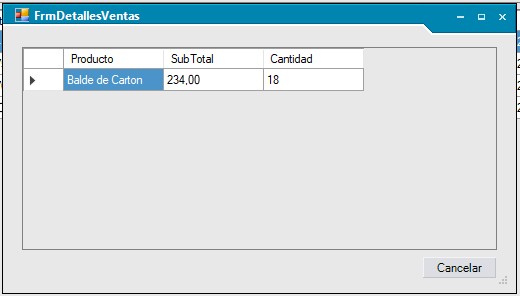 FrmDetallesVentas
Producto SubTotal Cantidad
Balde de Carton 234,00 18
Cancelar